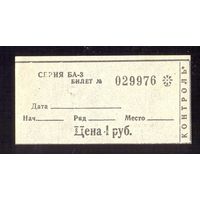 СЕРИЯ БА-3
БИЛЕТ № 029976
Дата
Нач. Ряд Место
Цена 1 руб.
КОНТРОЛЬ